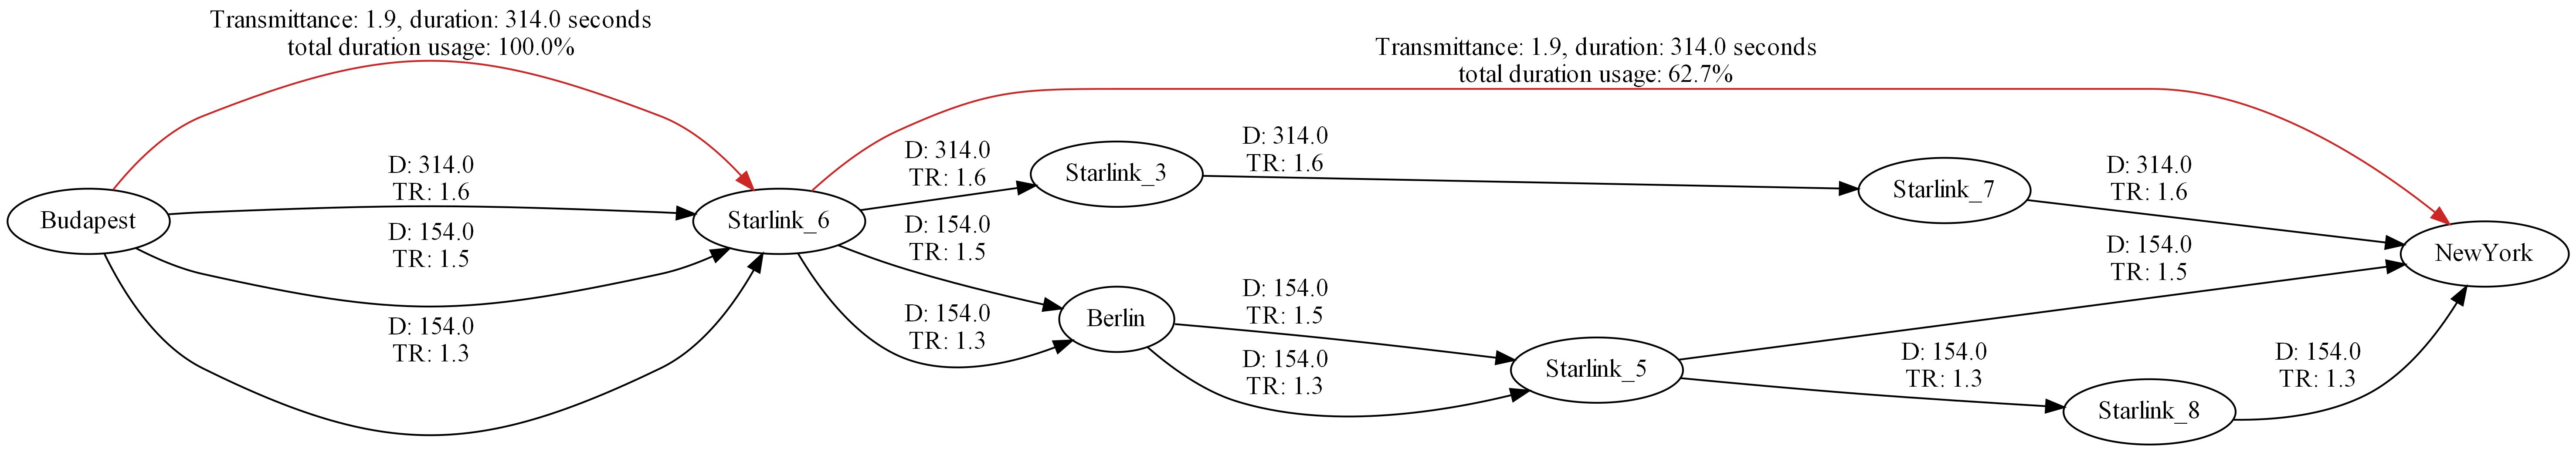 Transmittance: 1.9, duration: 314.0 seconds
total duration usage: 100.0%
Transmittance: 1.9, duration: 314.0 seconds
total duration usage: 62.7%
D: 314.0
TR: 1.6
D: 314.0
TR: 1.6
D: 314.0
TR: 1.6
D: 314.0
TR: 1.6
Starlink_3
Starlink_7
Budapest
Starlink_6
D: 154.0
TR: 1.5
D: 154.0
TR: 1.5
D: 154.0
TR: 1.5
NewYork
D: 154.0
TR: 1.5
Berlin
D: 154.0
TR: 1.3
D: 154.0
TR: 1.3
D: 154.0
TR: 1.3
Starlink_5
D: 154.0
TR: 1.3
D: 154.0
TR: 1.3
Starlink_8